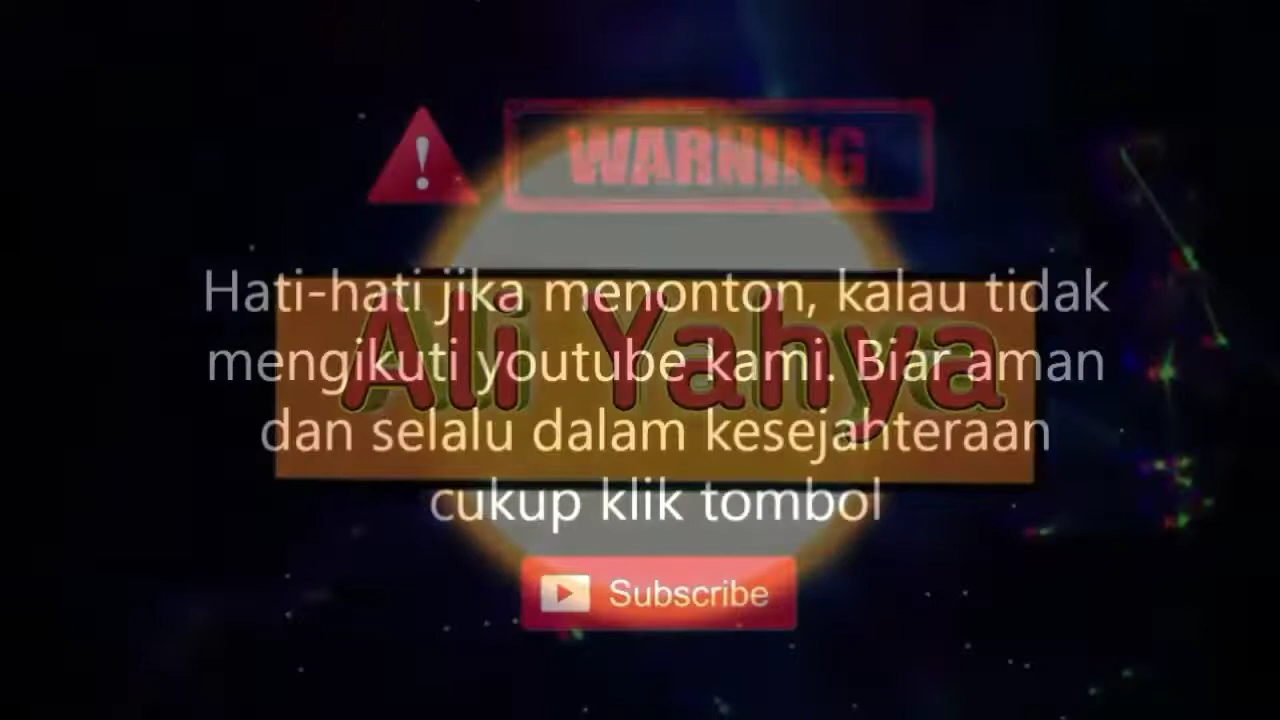 WARNING
Hati-hati jika menonton, kalau tidak
Ali Yahya
mengikuti youtube kami. Biar aman
dan selalu dalam kesejahteraan
cukup klik tombol
Subscribe